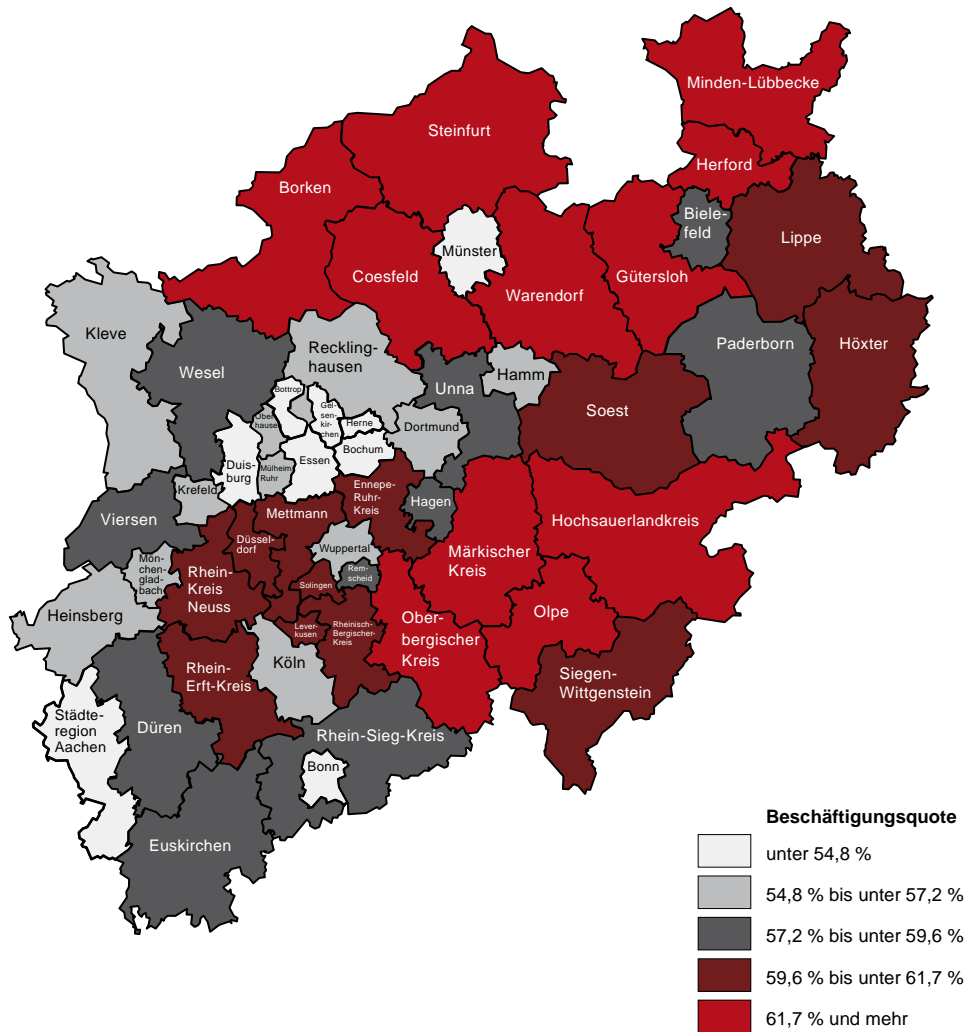 Minden-Lübbecke
Steinfurt
Herford
Borken
Biele-
feld
Lippe
Münster
Coesfeld
Gütersloh
Warendorf
Kleve
Reckling-
hausen
Wesel
Paderborn
Höxter
Unna
Hamm
Bottrop
Gel-
sen-
kir-
chen
Soest
Ober
hausen
Herne
Dortmund
Bochum
Essen
Duis-
burg
Mülheim
Ruhr
Krefeld
Ennepe-
Ruhr-
Kreis
Hagen
Viersen
Mettmann
Hochsauerlandkreis
Düssel-
dorf
Wuppertal
Märkischer
Kreis
Mön-
chen-
glad-
bach
Rem-
scheid
Rhein-
Kreis
Neuss
Solingen
Heinsberg
Olpe
Ober-
bergischer
Kreis
Lever-
kusen
Rheinisch-
Bergischer-
Kreis
Köln
Rhein-
Erft-Kreis
Siegen-
Wittgenstein
Städte-
region
Aachen
Düren
Rhein-Sieg-Kreis
Bonn
Euskirchen
Beschäftigungsquote
unter 54,8 %
54,8 % bis unter 57,2 %
57,2 % bis unter 59,6 %
59,6 % bis unter 61,7 %
61,7 % und mehr